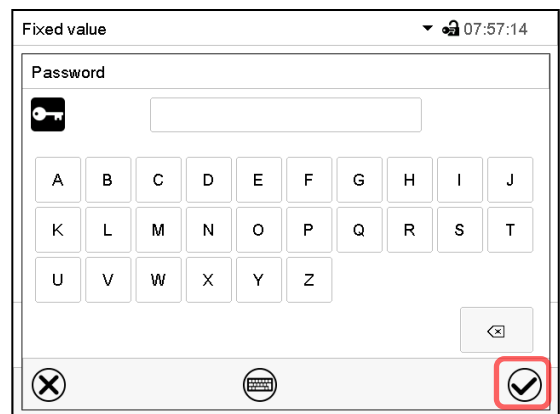 Fixed value 07:57:14
Password
A B C D E F G H I J
K L M N O P Q R S T
U V W X Y Z